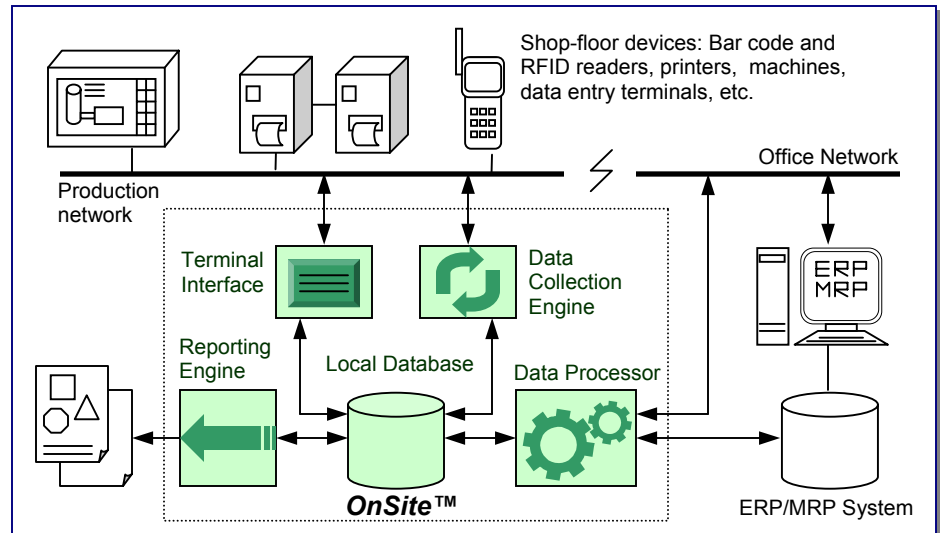 Shop-floor devices: Bar code and
RFID readers, printers, machines,
data entry terminals, etc.
Office Network
Production
network
Terminal
Interface
Data
Collection
Engine
ERP
MRP
Reporting
Engine
Local Database
Data Processor
OnSite™
ERP/MRP System